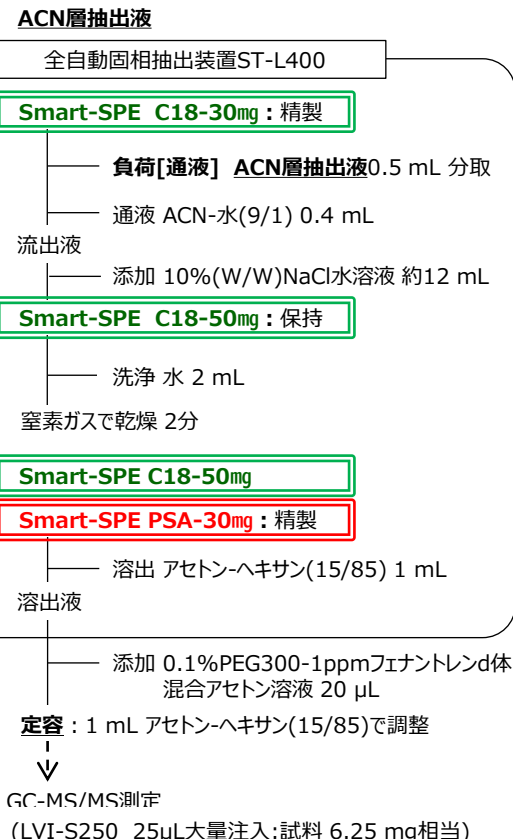 ACN層抽出液
全自動固相抽出装置ST-L400
Smart-SPE C18-30㎎：精製
負荷[通液] ACN層抽出液0.5 mL 分取
通液 ACN-水(9/1) 0.4 mL
流出液
添加 10%(W/W)NaCl水溶液 約12 mL
Smart-SPE C18-50㎎：保持
洗浄 水 2 mL
窒素ガスで乾燥 2分
Smart-SPE C18-50㎎
Smart-SPE PSA-30㎎：精製
溶出 アセトン-ヘキサン(15/85) 1 mL
溶出液
添加 0.1%PEG300-1ppmフェナントレンd体
混合アセトン溶液 20 μL
定容：1 mL アセトン-ヘキサン(15/85)で調整
GC-MS/MS測定
(LVI-S250 25μL大量注入:試料 6.25 mg相当)